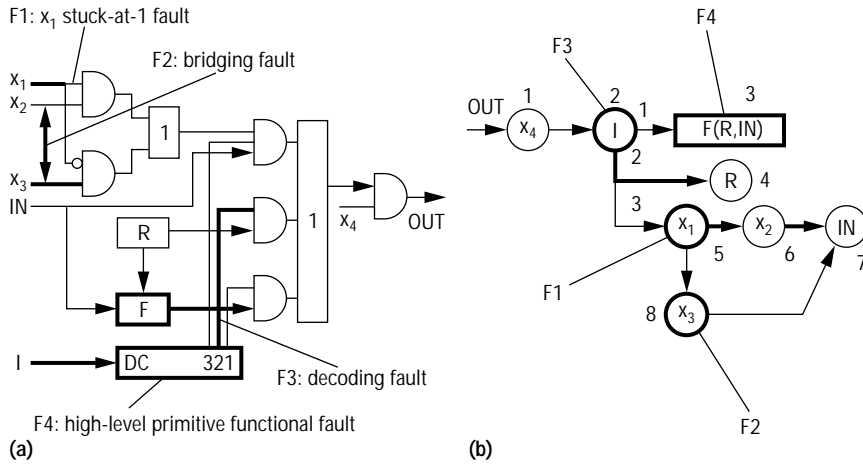 F1: x1 stuck-at-1 fault
F2: bridging fault
x1
x2
x3
IN
1
R
F
I
DC 321
1
x4
OUT
F3: decoding fault
F4: high-level primitive functional fault
(a)
F4
F3
OUT
1
x4
2
I
1
3
F(R,IN)
2
R
4
3
x1
5
x2
6
IN
7
F1
8
x3
F2
(b)